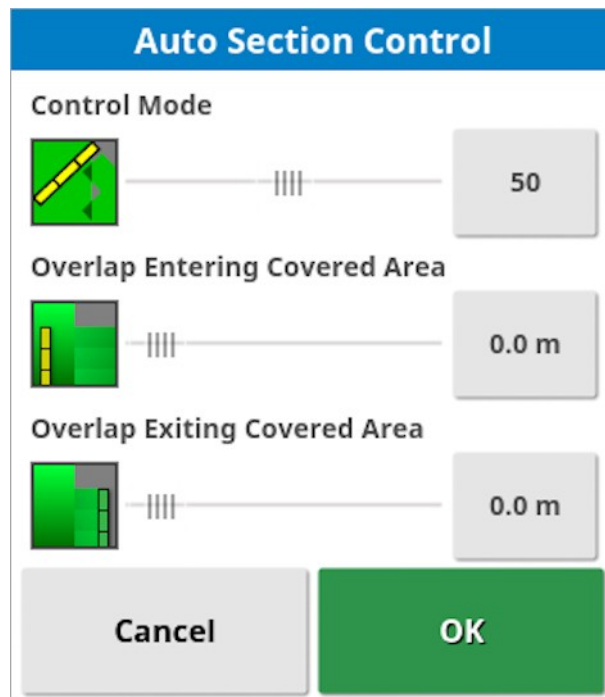 Auto Section Control
Control Mode
50
Overlap Entering Covered Area
0.0 m
Overlap Exiting Covered Area
0.0 m
Cancel
OK